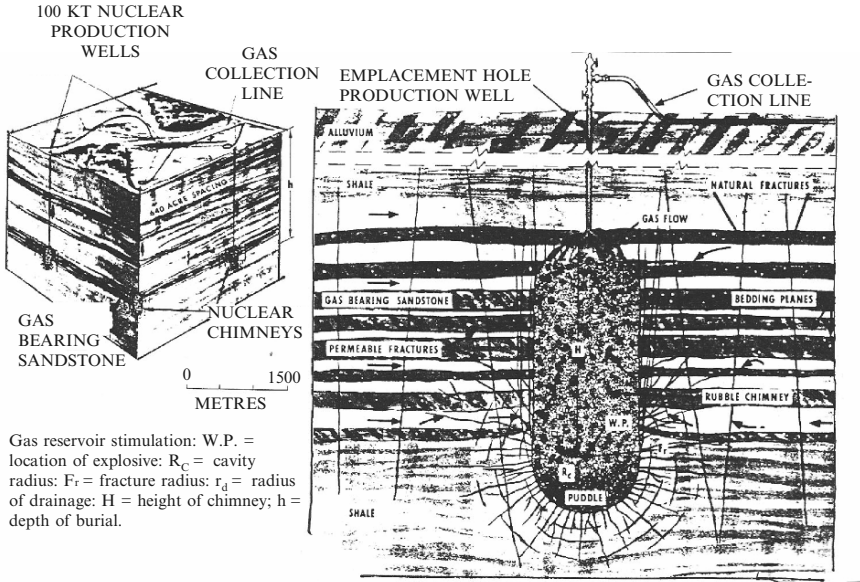 100 KT NUCLEAR
PRODUCTION
WELLS
GAS
COLLECTION
LINE
640 ACRE SPACING
h
GAS
BEARING
SANDSTONE
NUCLEAR
CHIMNEYS
0 1500
METRES
Gas reservoir stimulation: W.P. =
location of explosive: R_C = cavity
radius: Fr = fracture radius: r_d = radius
of drainage: H = height of chimney; h =
depth of burial.
EMPLACEMENT HOLE
PRODUCTION WELL
GAS COLLE-
CTION LINE
ALLUVIUM
SHALE
NATURAL FRACTURES
GAS FLOW
GAS BEARING SANDSTONE
BEDDING PLANES
PERMEABLE FRACTURES
H
RUBBLE CHIMNEY
W.P.
Fr
R_C
PUDDLE
SHALE